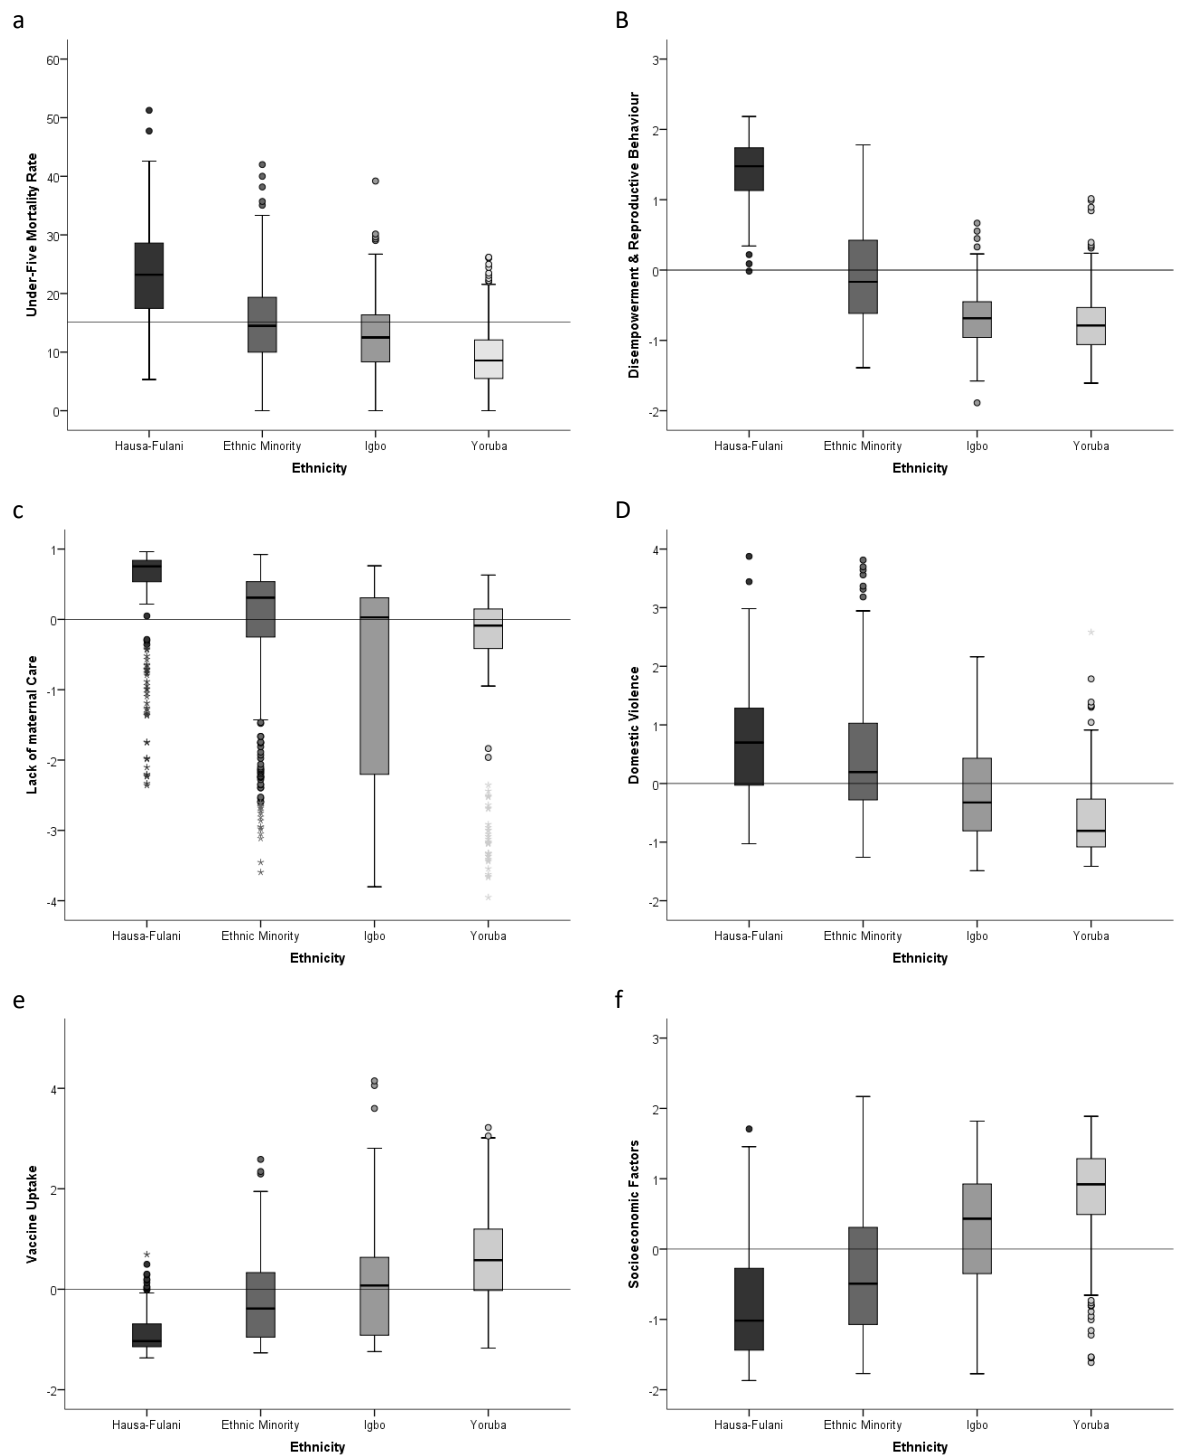 a
Under-Five Mortality Rate
60
50
40
30
20
10
0
Hausa-Fulani Ethnic Minority Igbo Yoruba
Ethnicity
B
Disempowerment & Reproductive Behaviour
3
2
1
0
-1
-2
Hausa-Fulani Ethnic Minority Igbo Yoruba
Ethnicity
c
Lack of maternal Care
1
0
-1
-2
-3
-4
Hausa-Fulani Ethnic Minority Igbo Yoruba
Ethnicity
D
Domestic Violence
4
3
2
1
0
-1
-2
Hausa-Fulani Ethnic Minority Igbo Yoruba
Ethnicity
e
Vaccine Uptake
4
2
0
-2
Hausa-Fulani Ethnic Minority Igbo Yoruba
Ethnicity
f
Socioeconomic Factors
3
2
1
0
-1
-2
Hausa-Fulani Ethnic Minority Igbo Yoruba
Ethnicity